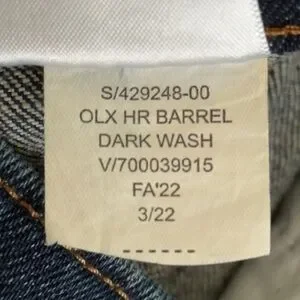 S/429248-00
OLX HR BARREL
DARK WASH
V/700039915
FA'22
3/22